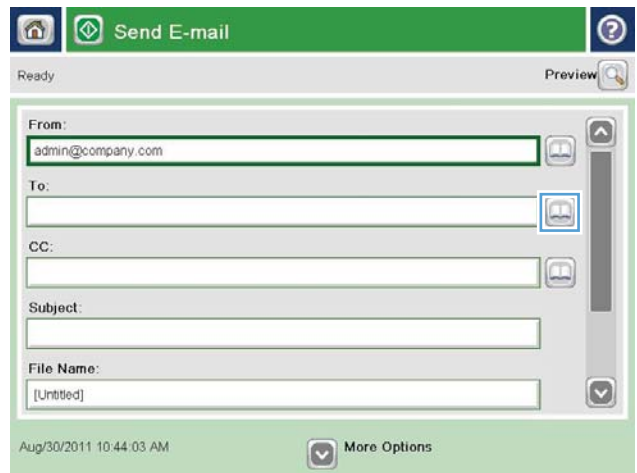 Send E-mail
?
Ready
Preview
From:
admin@company.com
To:
CC:
Subject:
File Name:
[Untitled]
Aug/30/2011 10:44:03 AM
More Options